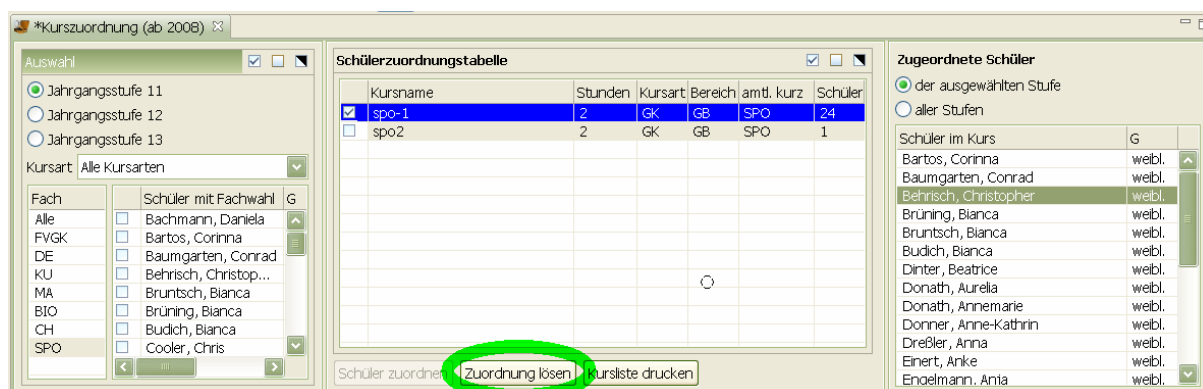 *Kurszuordnung (ab 2008)
Auswahl
Jahrgangsstufe 11
Jahrgangsstufe 12
Jahrgangsstufe 13
Kursart Alle Kursarten
Fach
Alle
FVGK
DE
KU
MA
BIO
CH
SPO
Schüler mit Fachwahl G
Bachmann, Daniela
Bartos, Corinna
Baumgarten, Conrad
Behrisch, Christop...
Bruntsch, Bianca
Brüning, Bianca
Budich, Bianca
Cooler, Chris
Schülerzuordnungstabelle
Kursname Stunden Kursart Bereich amtl. kurz Schüler
spo-1 2 GK GB SPO 24
spo2 2 GK GB SPO 1
Schüler zuordnen Zuordnung lösen Kursliste drucken
Zugeordnete Schüler
der ausgewählten Stufe
aller Stufen
Schüler im Kurs G
Bartos, Corinna weibl.
Baumgarten, Conrad weibl.
Behrisch, Christopher weibl.
Brüning, Bianca weibl.
Bruntsch, Bianca weibl.
Budich, Bianca weibl.
Dinter, Beatrice weibl.
Donath, Aurelia weibl.
Donath, Annemarie weibl.
Donner, Anne-Kathrin weibl.
Dreßler, Anna weibl.
Einert, Anke weibl.
Engelmann, Anja weibl.